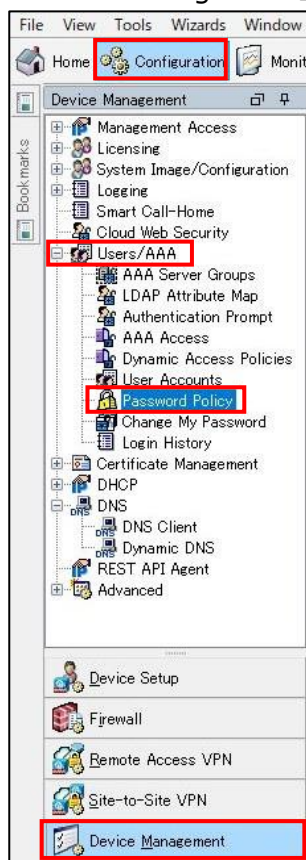 File View Tools Wizards Window
Home Configuration Monit
Device Management
Bookmarks
Management Access
Licensing
System Image/Configuration
Logging
Smart Call-Home
Cloud Web Security
Users/AAA
AAA Server Groups
LDAP Attribute Map
Authentication Prompt
AAA Access
Dynamic Access Policies
User Accounts
Password Policy
Change My Password
Login History
Certificate Management
DHCP
DNS
DNS Client
Dynamic DNS
REST API Agent
Advanced
Device Setup
Firewall
Remote Access VPN
Site-to-Site VPN
Device Management